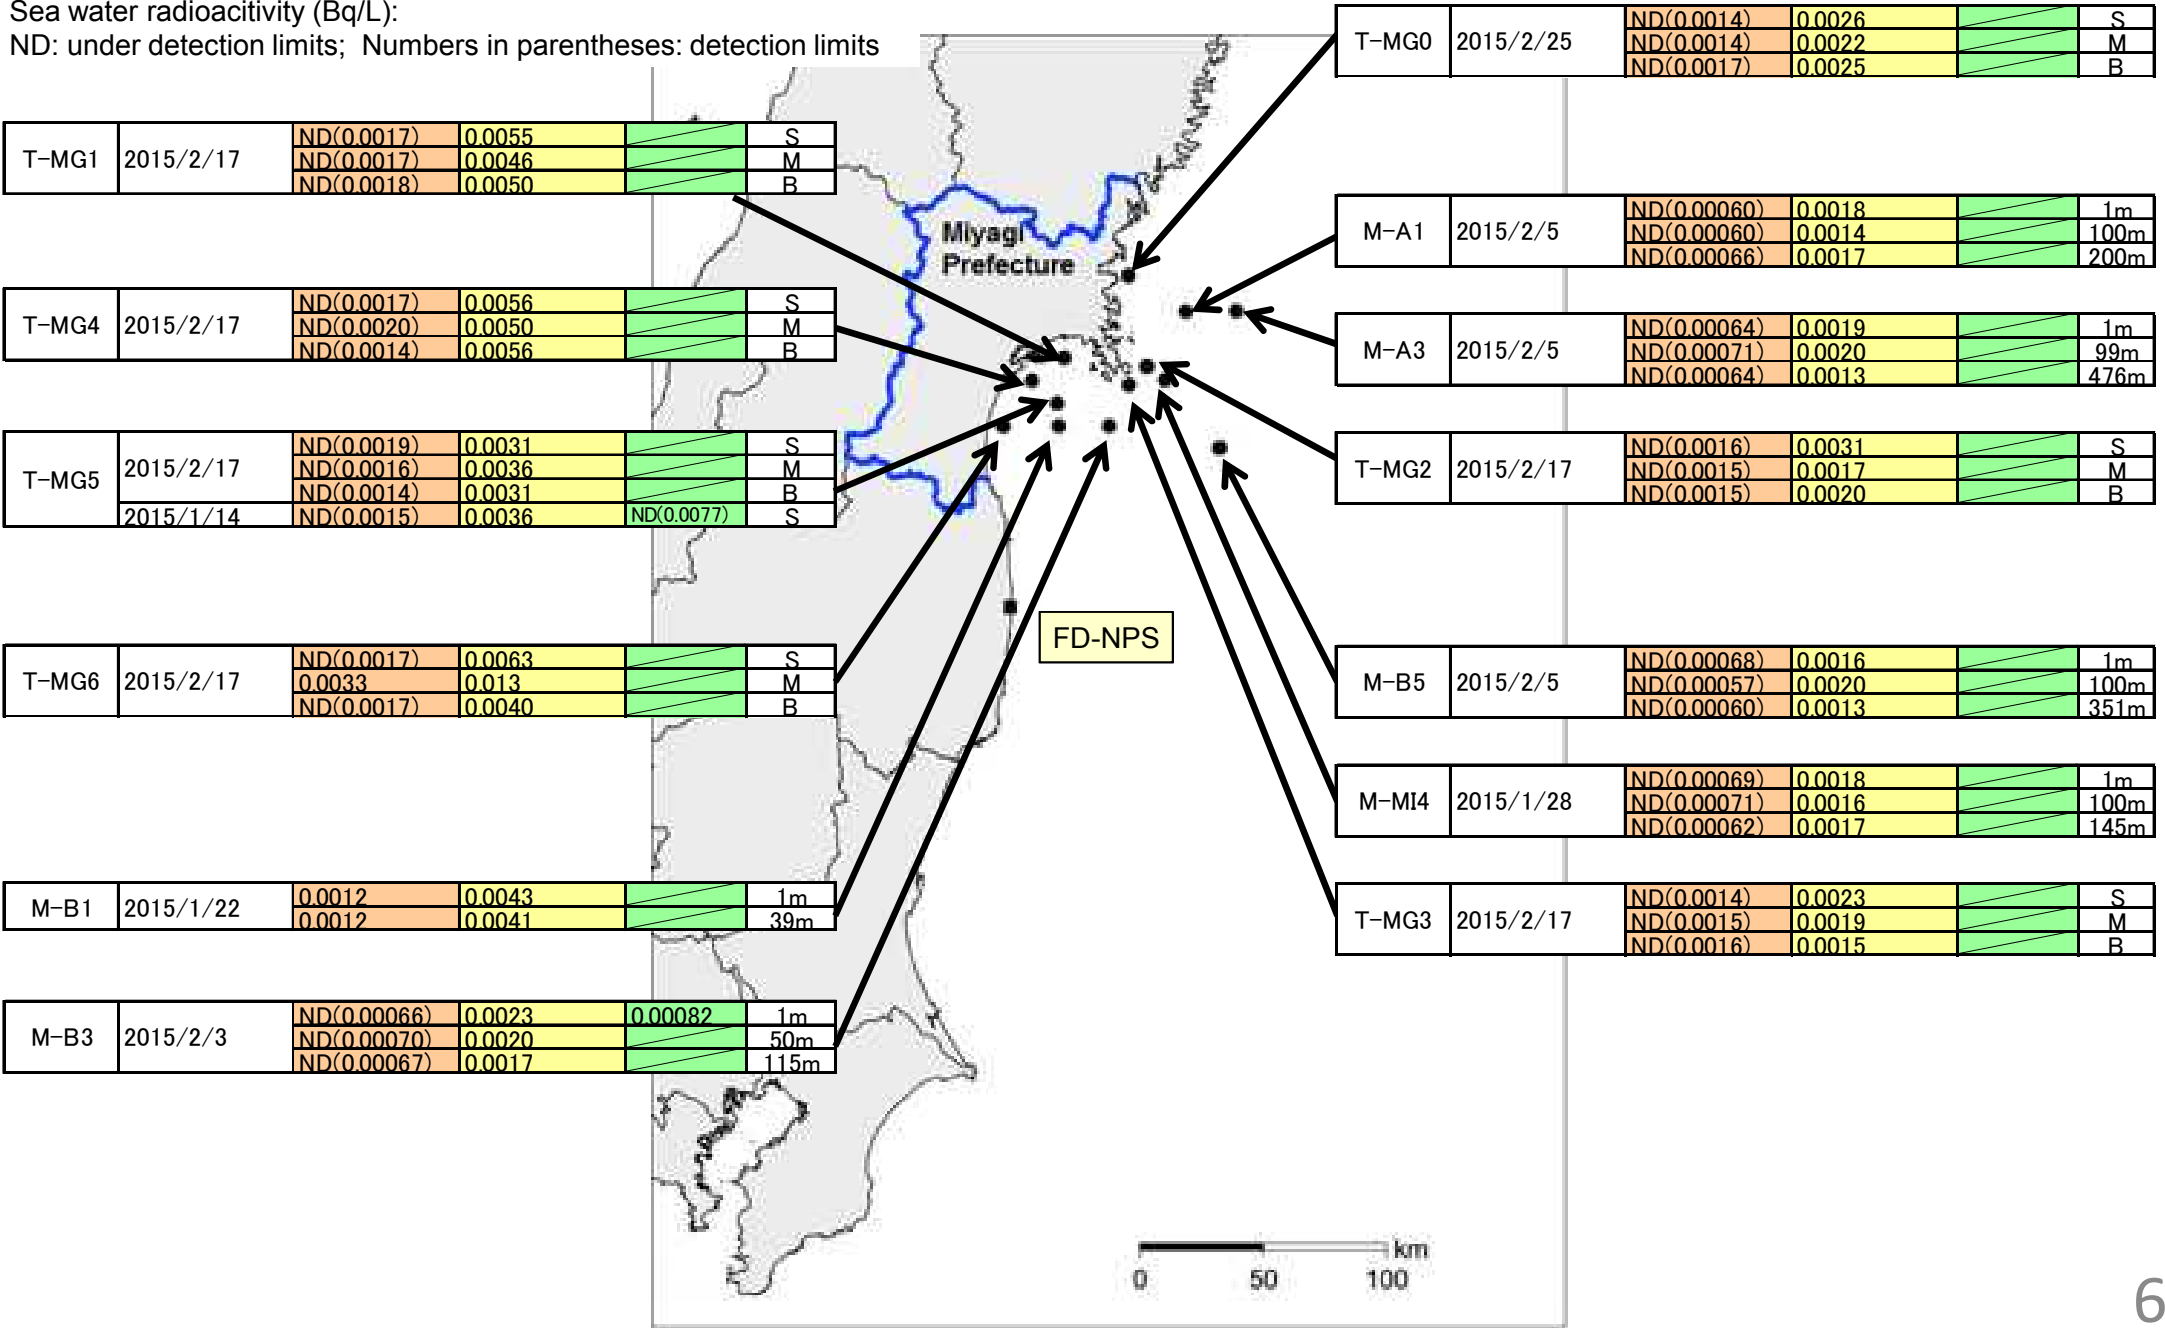 Sea water radioacitivity (Bq/L):
ND: under detection limits; Numbers in parentheses: detection limits
T-MG1 2015/2/17 ND(0.0017) 0.0055 S
ND(0.0017) 0.0046 M
ND(0.0018) 0.0050 B
T-MG4 2015/2/17 ND(0.0017) 0.0056 S
ND(0.0020) 0.0050 M
ND(0.0014) 0.0056 B
T-MG5 2015/2/17 ND(0.0019) 0.0031 S
ND(0.0016) 0.0036 M
ND(0.0014) 0.0031 B
2015/1/14 ND(0.0015) 0.0036 ND(0.0077) S
T-MG6 2015/2/17 ND(0.0017) 0.0063 S
0.0033 0.013 M
ND(0.0017) 0.0040 B
M-B1 2015/1/22 0.0012 0.0043 1m
0.0012 0.0041 39m
M-B3 2015/2/3 ND(0.00066) 0.0023 0.00082 1m
ND(0.00070) 0.0020 50m
ND(0.00067) 0.0017 115m
Miyagi
Prefecture
FD-NPS
T-MG0 2015/2/25 ND(0.0014) 0.0026 S
ND(0.0014) 0.0022 M
ND(0.0017) 0.0025 B
M-A1 2015/2/5 ND(0.00060) 0.0018 1m
ND(0.00060) 0.0014 100m
ND(0.00066) 0.0017 200m
M-A3 2015/2/5 ND(0.00064) 0.0019 1m
ND(0.00071) 0.0020 99m
ND(0.00064) 0.0013 476m
T-MG2 2015/2/17 ND(0.0016) 0.0031 S
ND(0.0015) 0.0017 M
ND(0.0015) 0.0020 B
M-B5 2015/2/5 ND(0.00068) 0.0016 1m
ND(0.00057) 0.0020 100m
ND(0.00060) 0.0013 351m
M-MI4 2015/1/28 ND(0.00069) 0.0018 1m
ND(0.00071) 0.0016 100m
ND(0.00062) 0.0017 145m
T-MG3 2015/2/17 ND(0.0014) 0.0023 S
ND(0.0015) 0.0019 M
ND(0.0016) 0.0015 B
km
0 50 100
6